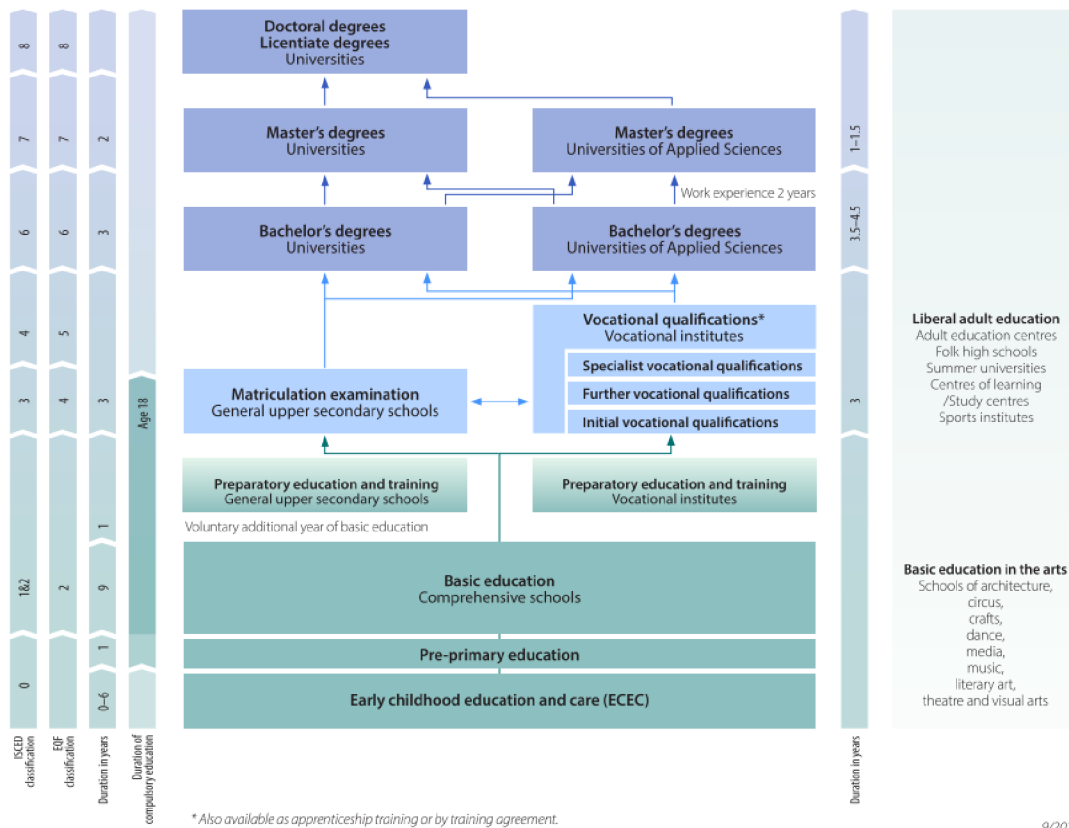 Doctoral degrees
Licentiate degrees
Universities
Master's degrees
Universities
Master's degrees
Universities of Applied Sciences
Work experience 2 years
Bachelor's degrees
Universities
Bachelor's degrees
Universities of Applied Sciences
Vocational qualifications*
Vocational institutes
Specialist vocational qualifications
Further vocational qualifications
Initial vocational qualifications
Matriculation examination
General upper secondary schools
Preparatory education and training
General upper secondary schools
Preparatory education and training
Vocational institutes
Voluntary additional year of basic education
Basic education
Comprehensive schools
Pre-primary education
Early childhood education and care (ECEC)
8
7
6
4
3
1&2
0
ISCED
classification
8
7
6
5
4
2
EQF
classification
2
3
3
1
9
1
0–6
Duration in years
Age 18
Duration of
compulsory education
1–1.5
3.5–4.5
3
Duration in years
Liberal adult education
Adult education centres
Folk high schools
Summer universities
Centres of learning
/Study centres
Sports institutes
Basic education in the arts
Schools of architecture,
circus,
crafts,
dance,
media,
music,
literary art,
theatre and visual arts
* Also available as apprenticeship training or by training agreement.